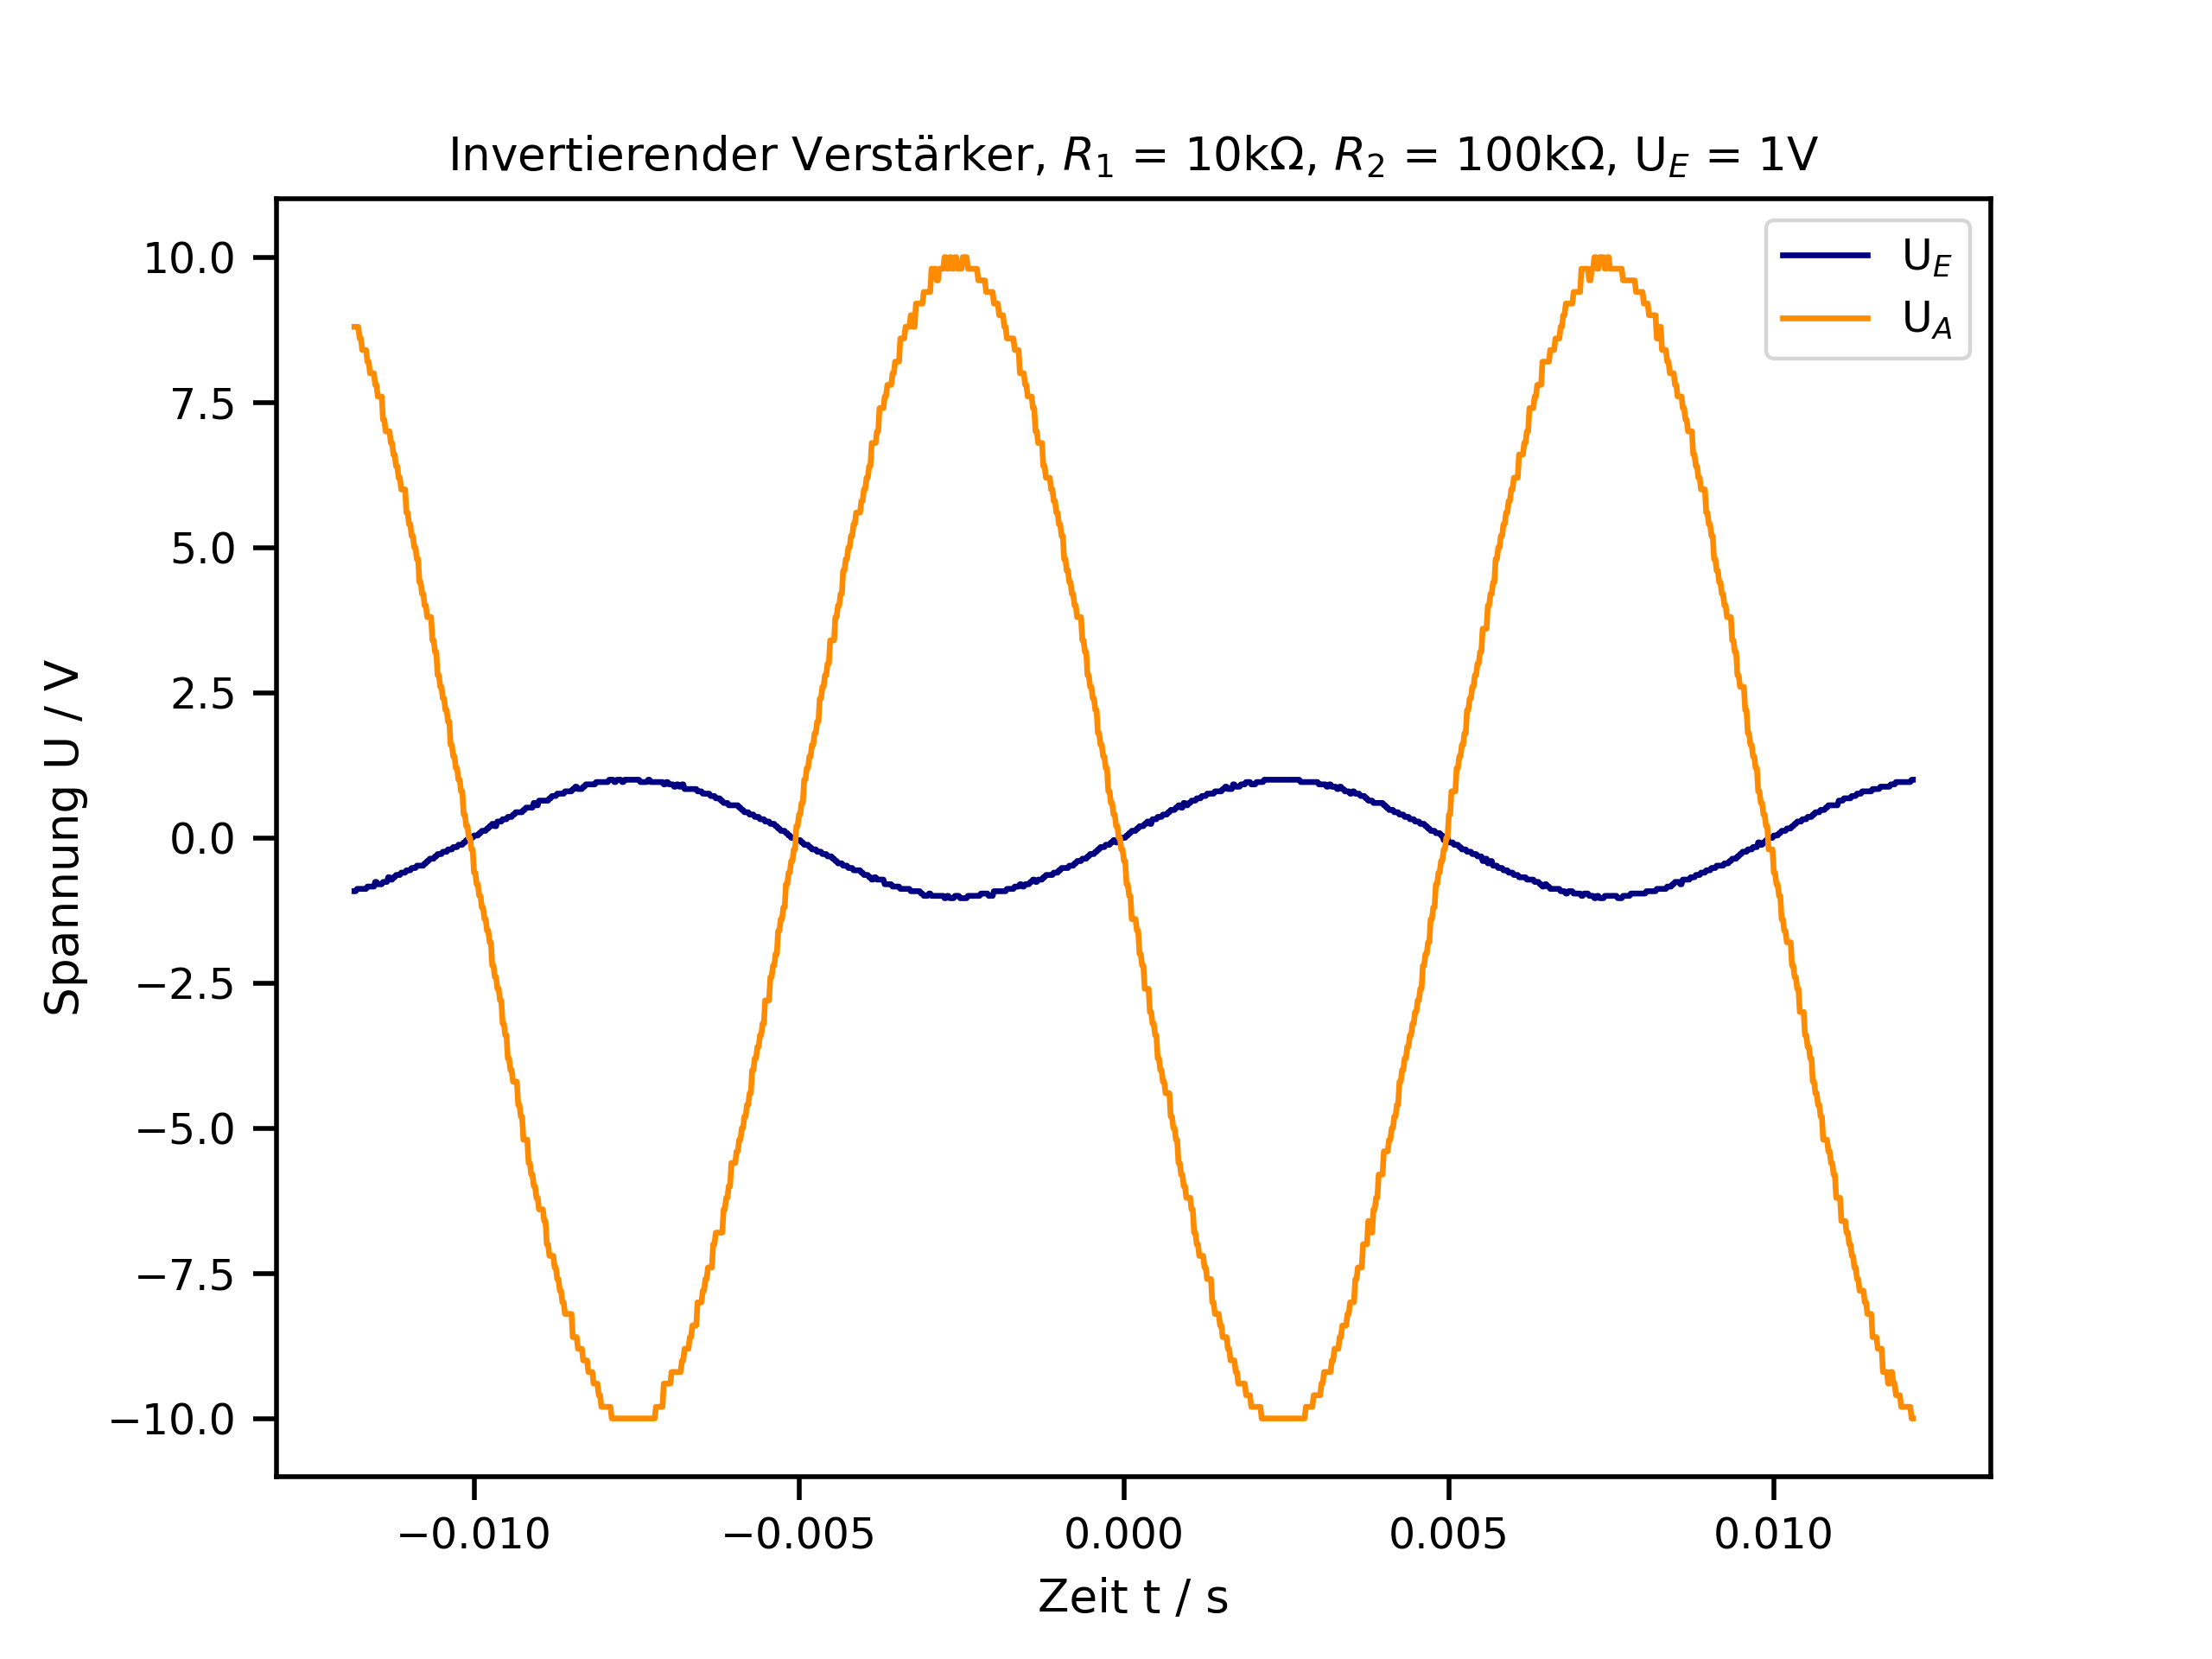 Invertierender Verstärker, R1 = 10kΩ, R2 = 100kΩ, UE = 1V
UE
UA
10.0
7.5
5.0
2.5
0.0
−2.5
−5.0
−7.5
−10.0
Spannung U / V
−0.010 −0.005 0.000 0.005 0.010
Zeit t / s